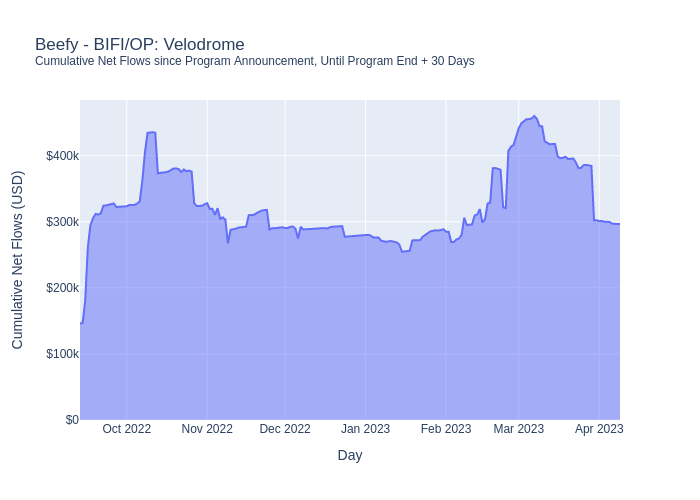 Beefy - BIFI/OP: Velodrome
Cumulative Net Flows since Program Announcement, Until Program End + 30 Days
Cumulative Net Flows (USD)
$400k
$300k
$200k
$100k
$0
Oct 2022 Nov 2022 Dec 2022 Jan 2023 Feb 2023 Mar 2023 Apr 2023
Day